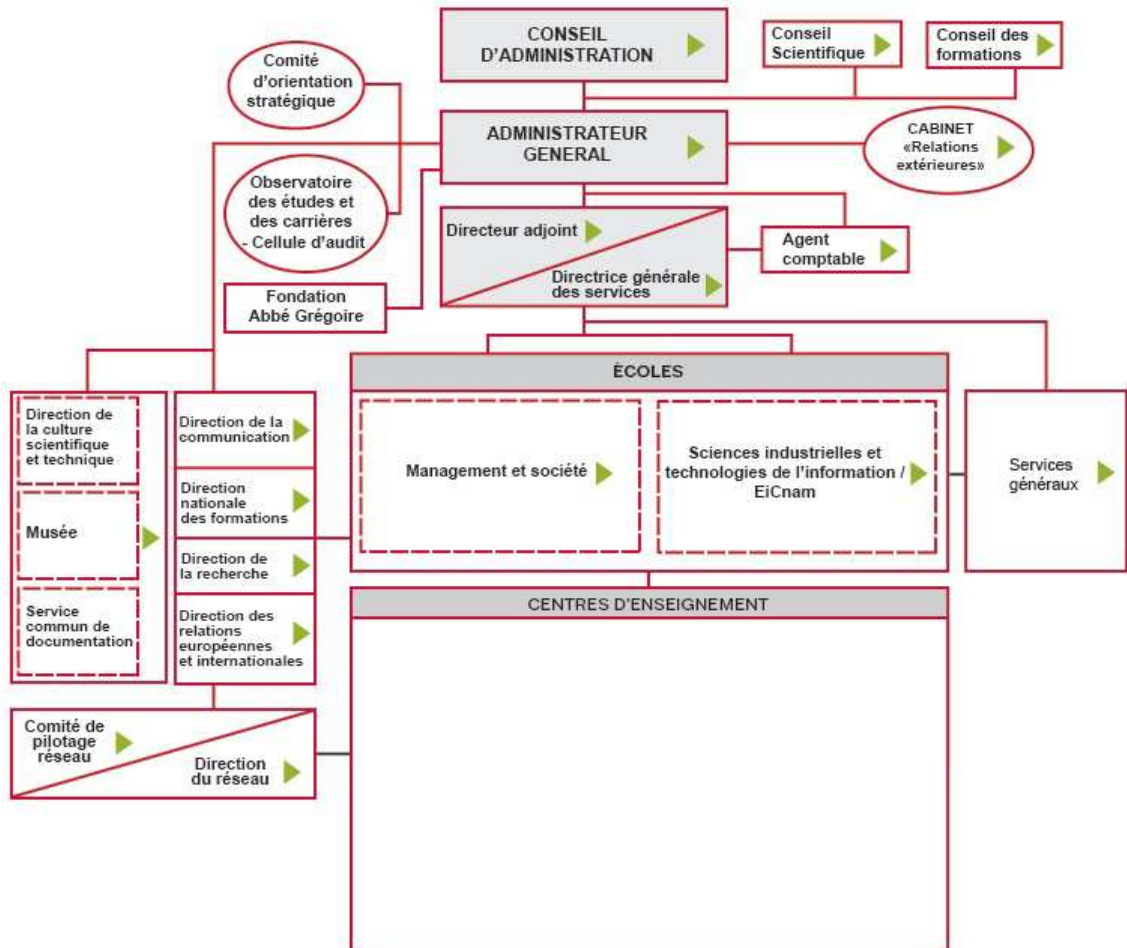 CONSEIL
D'ADMINISTRATION
Conseil
Scientifique
Conseil des
formations
Comité
d'orientation
stratégique
ADMINISTRATEUR
GENERAL
CABINET
«Relations
extérieures»
Observatoire
des études et
des carrières
- Cellule d'audit
Directeur adjoint
Directrice générale
des services
Agent
comptable
Fondation
Abbé Grégoire
ÉCOLES
Direction de
la culture
scientifique
et technique
Musée
Service
commun de
documentation
Direction de la
communication
Direction
nationale
des formations
Direction de
la recherche
Direction des
relations
européennes
et internationales
Management et société
Sciences industrielles et
technologies de l'information /
EiCnam
Services
généraux
CENTRES D'ENSEIGNEMENT
Comité de
pilotage
réseau
Direction
du réseau